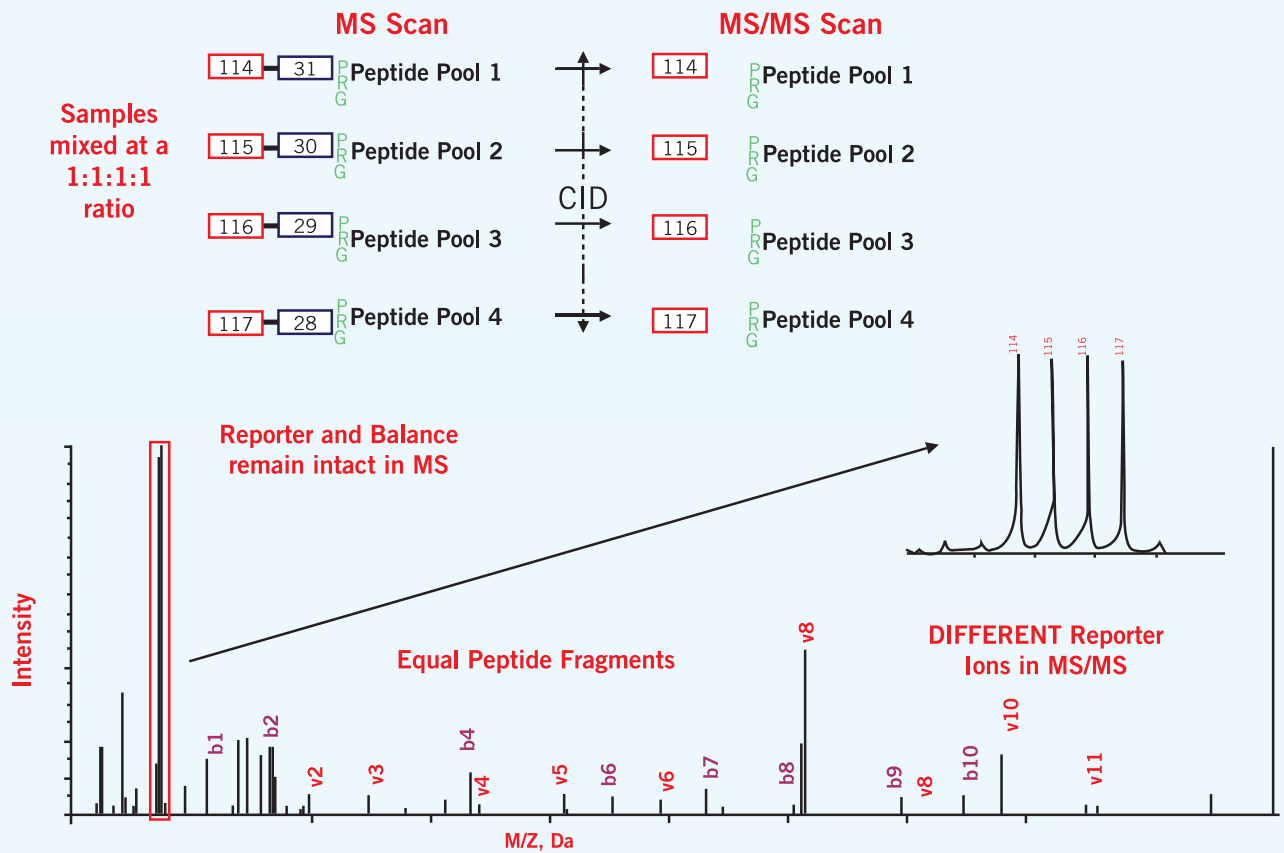 MS Scan
MS/MS Scan
114 31 PRG Peptide Pool 1
114 PRG Peptide Pool 1
Samples
mixed at a
1:1:1:1
ratio
115 30 PRG Peptide Pool 2
115 PRG Peptide Pool 2
CID
116 29 PRG Peptide Pool 3
116 PRG Peptide Pool 3
117 28 PRG Peptide Pool 4
117 PRG Peptide Pool 4
114 115 116 117
Reporter and Balance
remain intact in MS
Intensity
Equal Peptide Fragments
DIFFERENT Reporter
Ions in MS/MS
b1 b2 v2 v3 b4 v4 v5 b6 v6 b7 b8 v8 b9 v8 b10 v10 v11
M/Z, Da